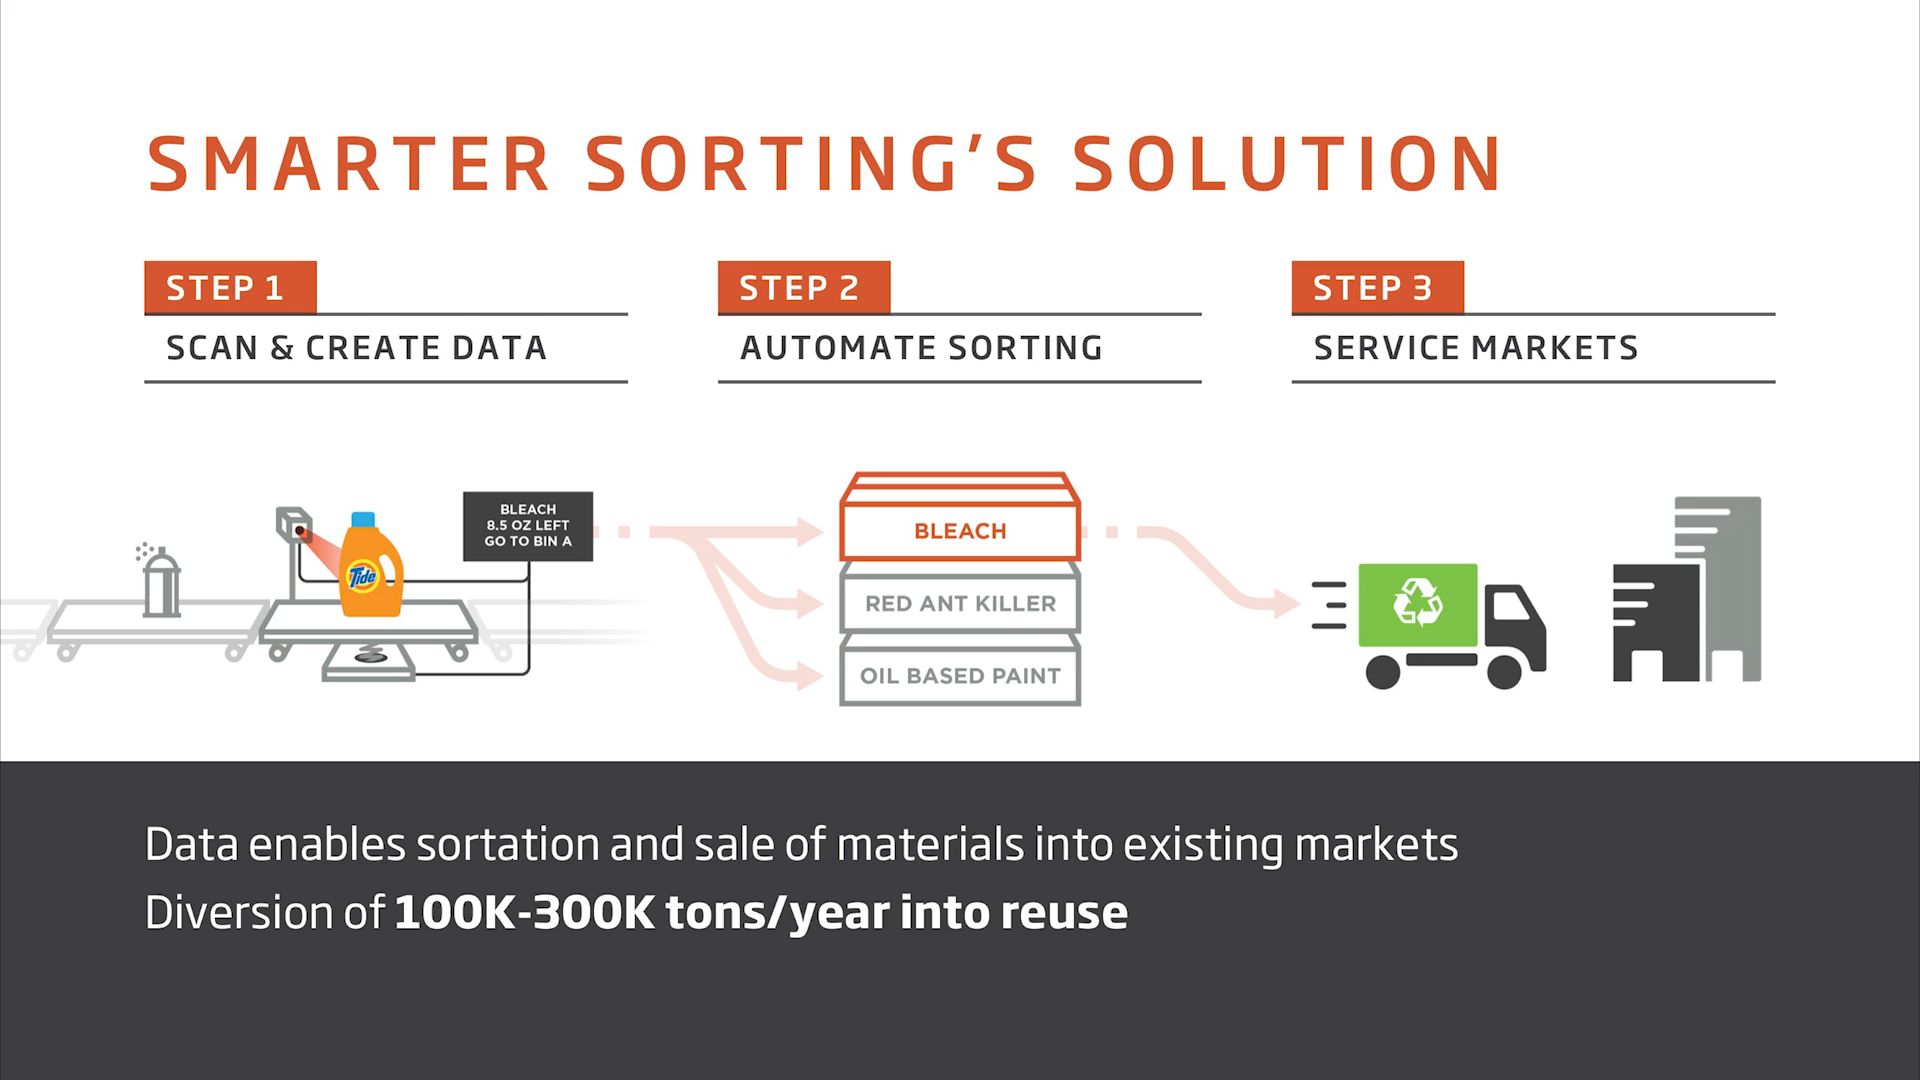 SMARTER SORTING’S SOLUTION
STEP 1
SCAN & CREATE DATA
STEP 2
AUTOMATE SORTING
STEP 3
SERVICE MARKETS
BLEACH
8.5 OZ LEFT
GO TO BIN A
Tide
BLEACH
RED ANT KILLER
OIL BASED PAINT
Data enables sortation and sale of materials into existing markets
Diversion of 100K-300K tons/year into reuse